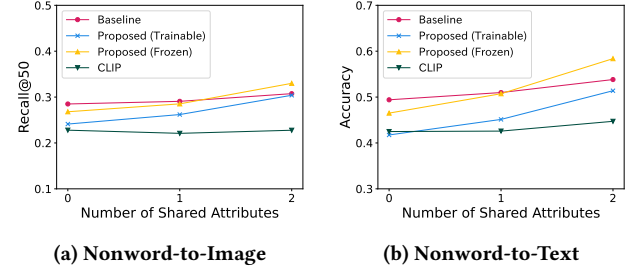 0.5
0.4
0.3
0.2
0.1
Recall@50
Baseline
Proposed (Trainable)
Proposed (Frozen)
CLIP
0 1 2
Number of Shared Attributes
(a) Nonword-to-Image
0.7
0.6
0.5
0.4
0.3
Accuracy
Baseline
Proposed (Trainable)
Proposed (Frozen)
CLIP
0 1 2
Number of Shared Attributes
(b) Nonword-to-Text